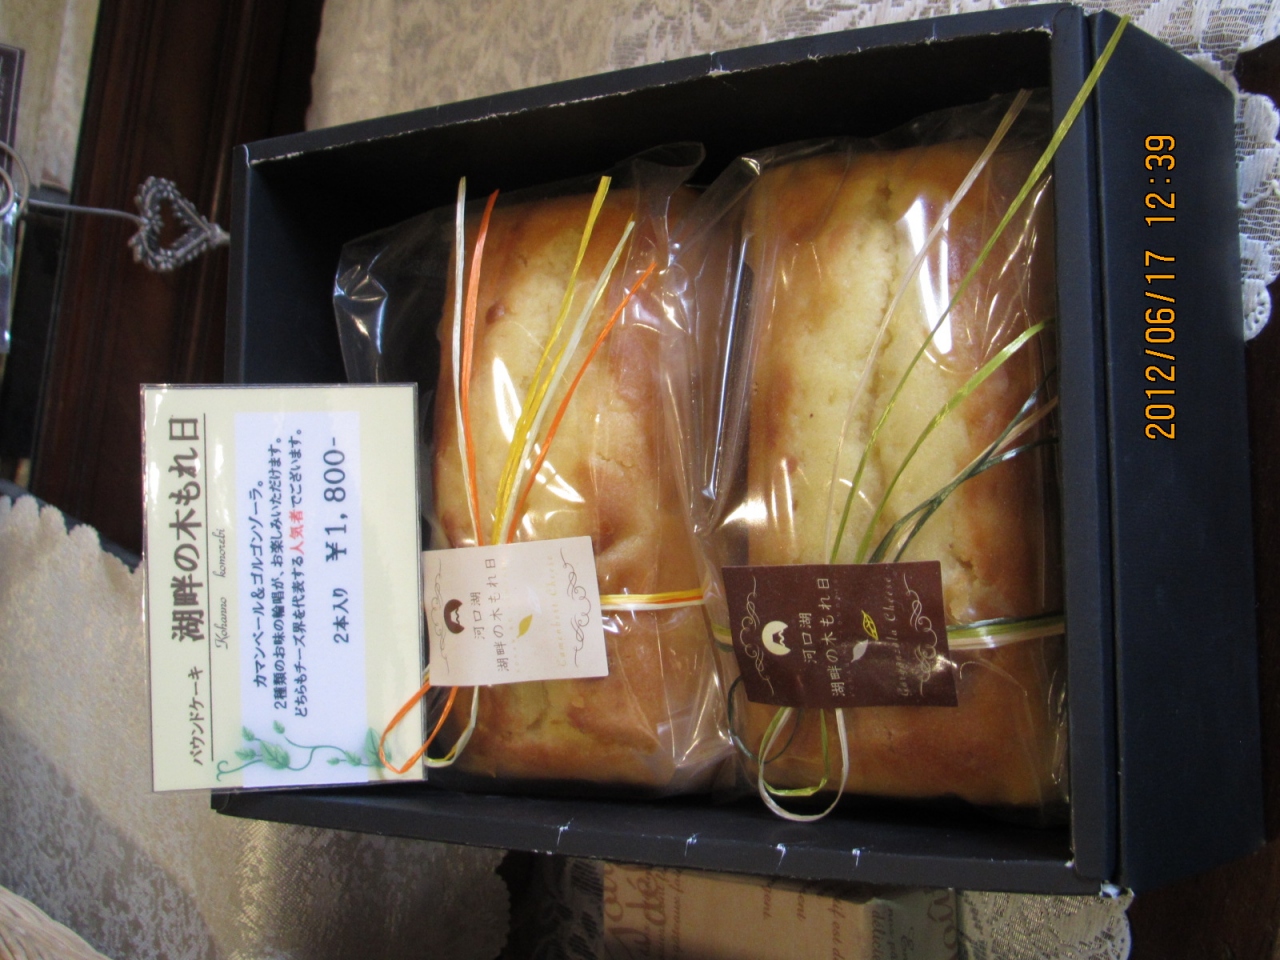 パウンドケーキ 湖畔の木もれ日
Kohanno komorebi
カマンベール＆ゴルゴンゾーラ。
2種類のお味の輪唱が、お楽しみいただけます。
どちらもチーズ界を代表する人気者でございます。
2本入り ￥1,800-
河口湖
湖畔の木もれ日
Camembert Cheese
河口湖
湖畔の木もれ日
Gorgonzola Cheese
2012/06/17 12:39